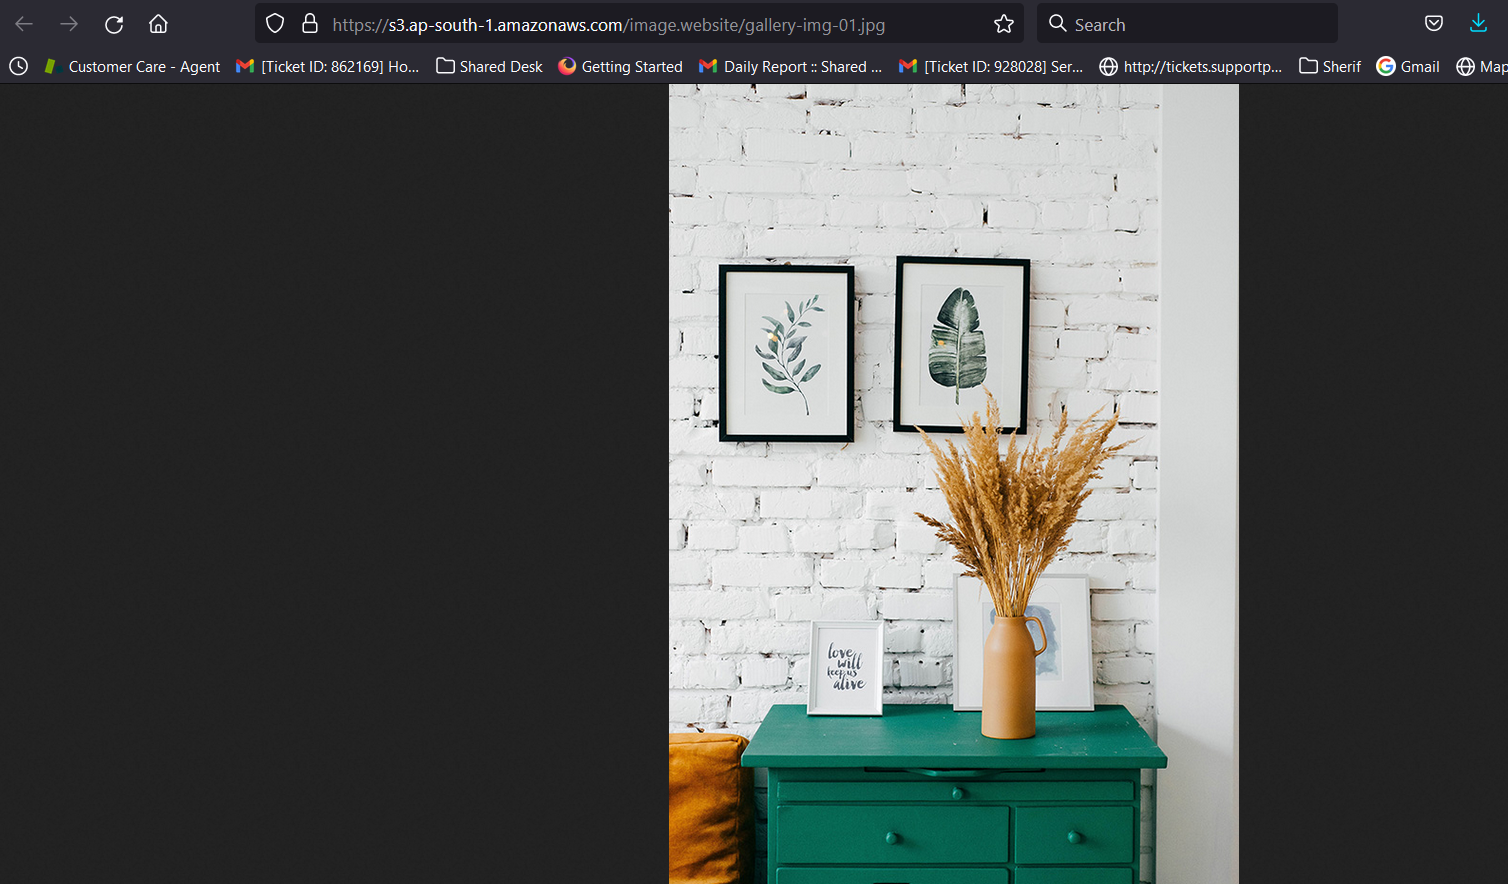 https://s3.ap-south-1.amazonaws.com/image.website/gallery-img-01.jpg
Search
Customer Care - Agent
[Ticket ID: 862169] Ho...
Shared Desk
Getting Started
Daily Report :: Shared ...
[Ticket ID: 928028] Ser...
http://tickets.supportp...
Sherif
Gmail
Map
love
will
keep us
alive